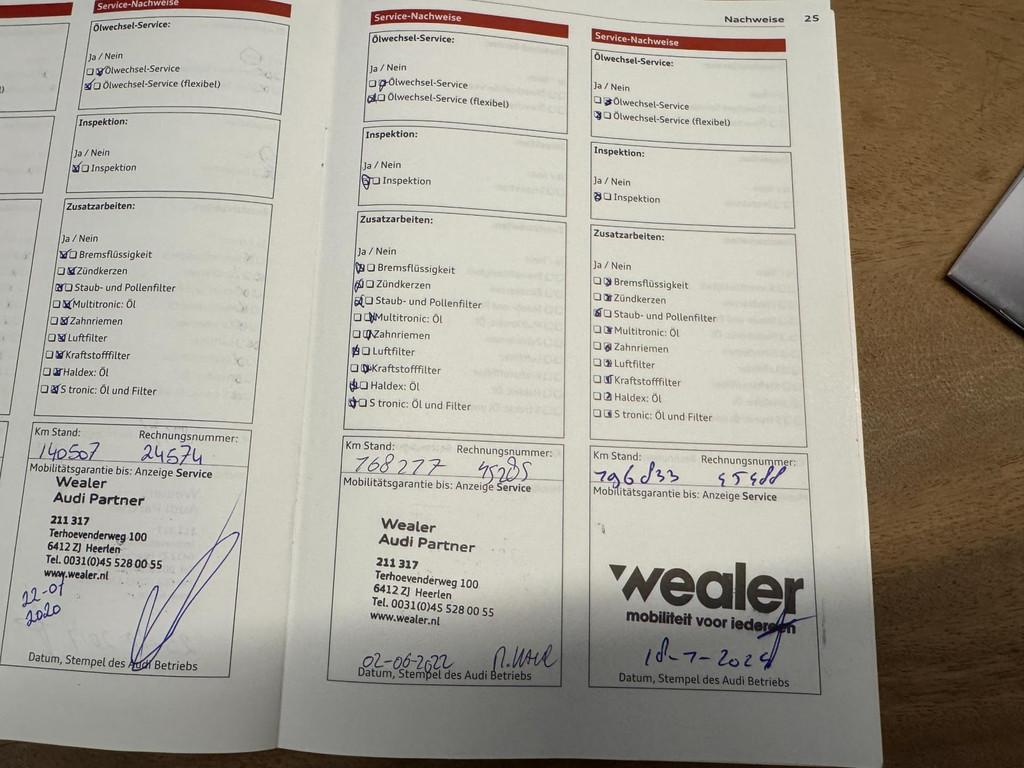 Service-Nachweise
Ölwechsel-Service:
Ja / Nein
Ölwechsel-Service
Ölwechsel-Service (flexibel)
Inspektion:
Ja / Nein
Inspektion
Zusatzarbeiten:
Ja / Nein
Bremsflüssigkeit
Zündkerzen
Staub- und Pollenfilter
Multitronic: Öl
Zahnriemen
Luftfilter
Kraftstofffilter
Haldex: Öl
S tronic: Öl und Filter
Km Stand: Rechnungsnummer:
140507 24574
Mobilitätsgarantie bis: Anzeige Service
Wealer
Audi Partner
211 317
Terhoevenderweg 100
6412 ZJ Heerlen
Tel. 0031(0)45 528 00 55
www.wealer.nl
22-07
2020
Datum, Stempel des Audi Betriebs
Service-Nachweise
Ölwechsel-Service:
Ja / Nein
Ölwechsel-Service
Ölwechsel-Service (flexibel)
Inspektion:
Ja / Nein
Inspektion
Zusatzarbeiten:
Ja / Nein
Bremsflüssigkeit
Zündkerzen
Staub- und Pollenfilter
Multitronic: Öl
Zahnriemen
Luftfilter
Kraftstofffilter
Haldex: Öl
S tronic: Öl und Filter
Km Stand: Rechnungsnummer:
168277 45285
Mobilitätsgarantie bis: Anzeige Service
Wealer
Audi Partner
211 317
Terhoevenderweg 100
6412 ZJ Heerlen
Tel. 0031(0)45 528 00 55
www.wealer.nl
02-06-2022
Datum, Stempel des Audi Betriebs
Nachweise 25
Service-Nachweise
Ölwechsel-Service:
Ja / Nein
Ölwechsel-Service
Ölwechsel-Service (flexibel)
Inspektion:
Ja / Nein
Inspektion
Zusatzarbeiten:
Ja / Nein
Bremsflüssigkeit
Zündkerzen
Staub- und Pollenfilter
Multitronic: Öl
Zahnriemen
Luftfilter
Kraftstofffilter
Haldex: Öl
S tronic: Öl und Filter
Km Stand: Rechnungsnummer:
196833
Mobilitätsgarantie bis: Anzeige Service
wealer
mobiliteit voor iedereen
Datum, Stempel des Audi Betriebs